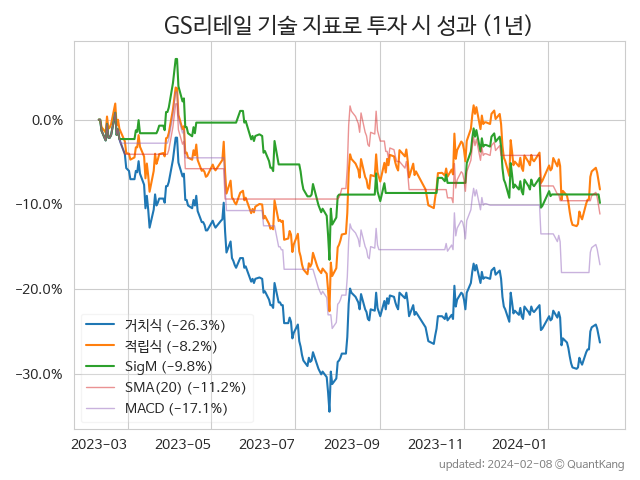 GS리테일 기술 지표로 투자 시 성과 (1년)
0.0%
−10.0%
−20.0%
−30.0%
거치식 (−26.3%)
적립식 (−8.2%)
SigM (−9.8%)
SMA(20) (−11.2%)
MACD (−17.1%)
2023−03 2023−05 2023−07 2023−09 2023−11 2024−01
updated: 2024−02−08 © QuantKang